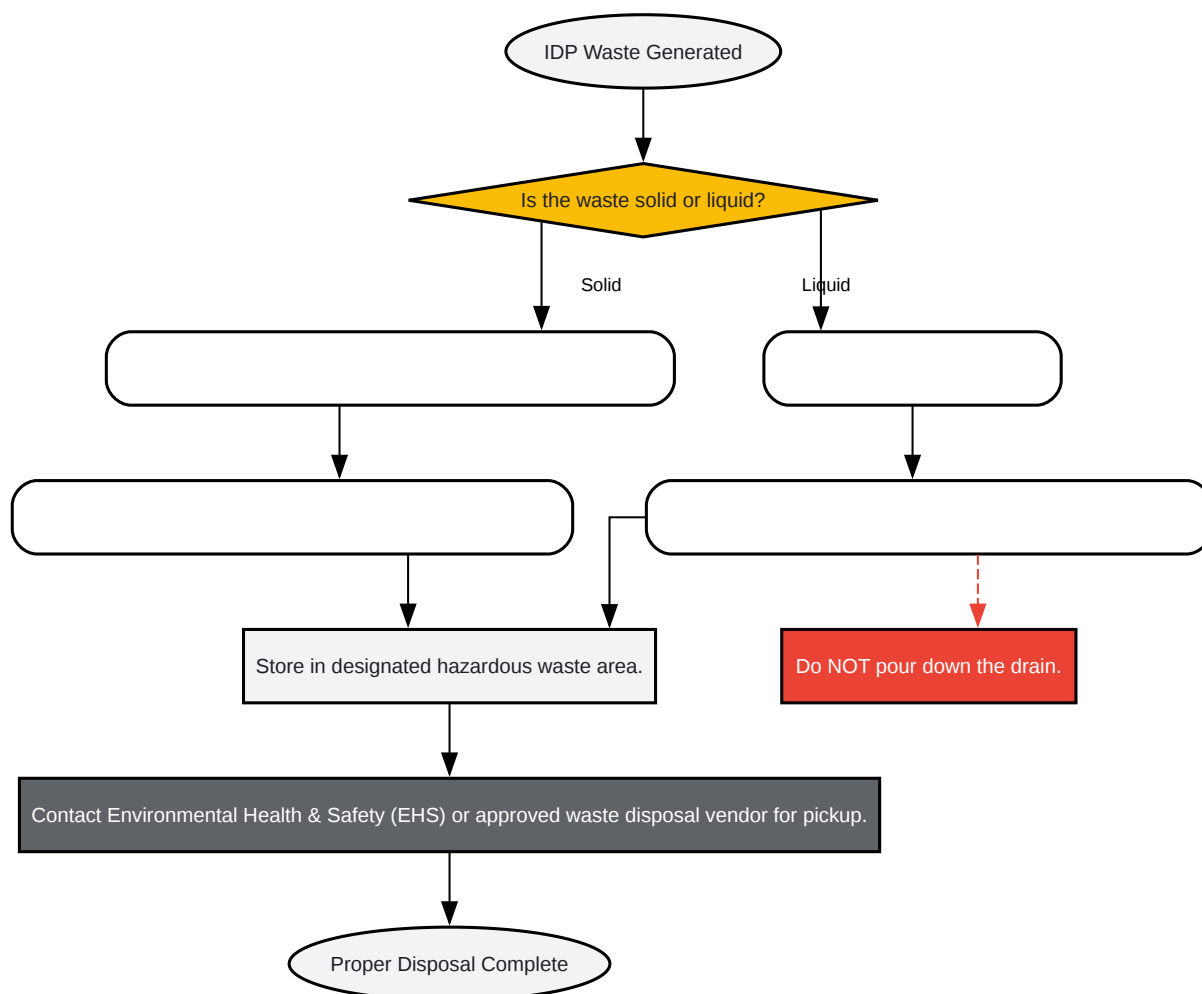 IDP Waste Generated
Is the waste solid or liquid?
Solid
Liquid
Store in designated hazardous waste area.
Do NOT pour down the drain.
Contact Environmental Health & Safety (EHS) or approved waste disposal vendor for pickup.
Proper Disposal Complete